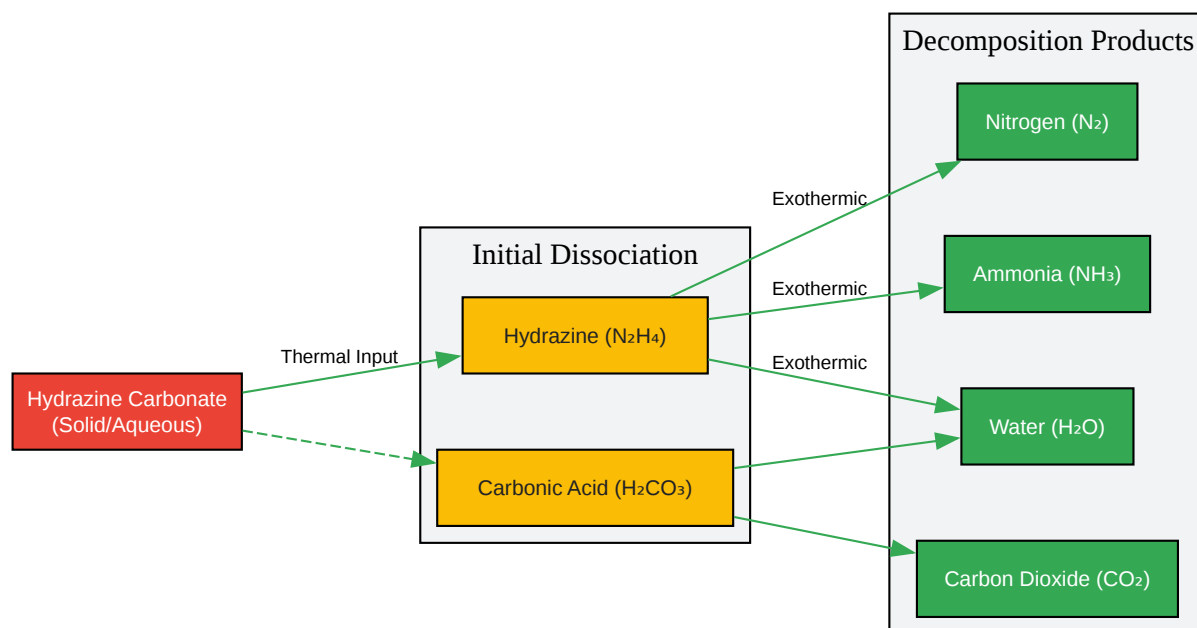 Decomposition Products
Nitrogen (N₂)
Exothermic
Initial Dissociation
Ammonia (NH₃)
Exothermic
Hydrazine (N₂H₄)
Thermal Input
Exothermic
Hydrazine Carbonate
(Solid/Aqueous)
Water (H₂O)
Carbonic Acid (H₂CO₃)
Carbon Dioxide (CO₂)